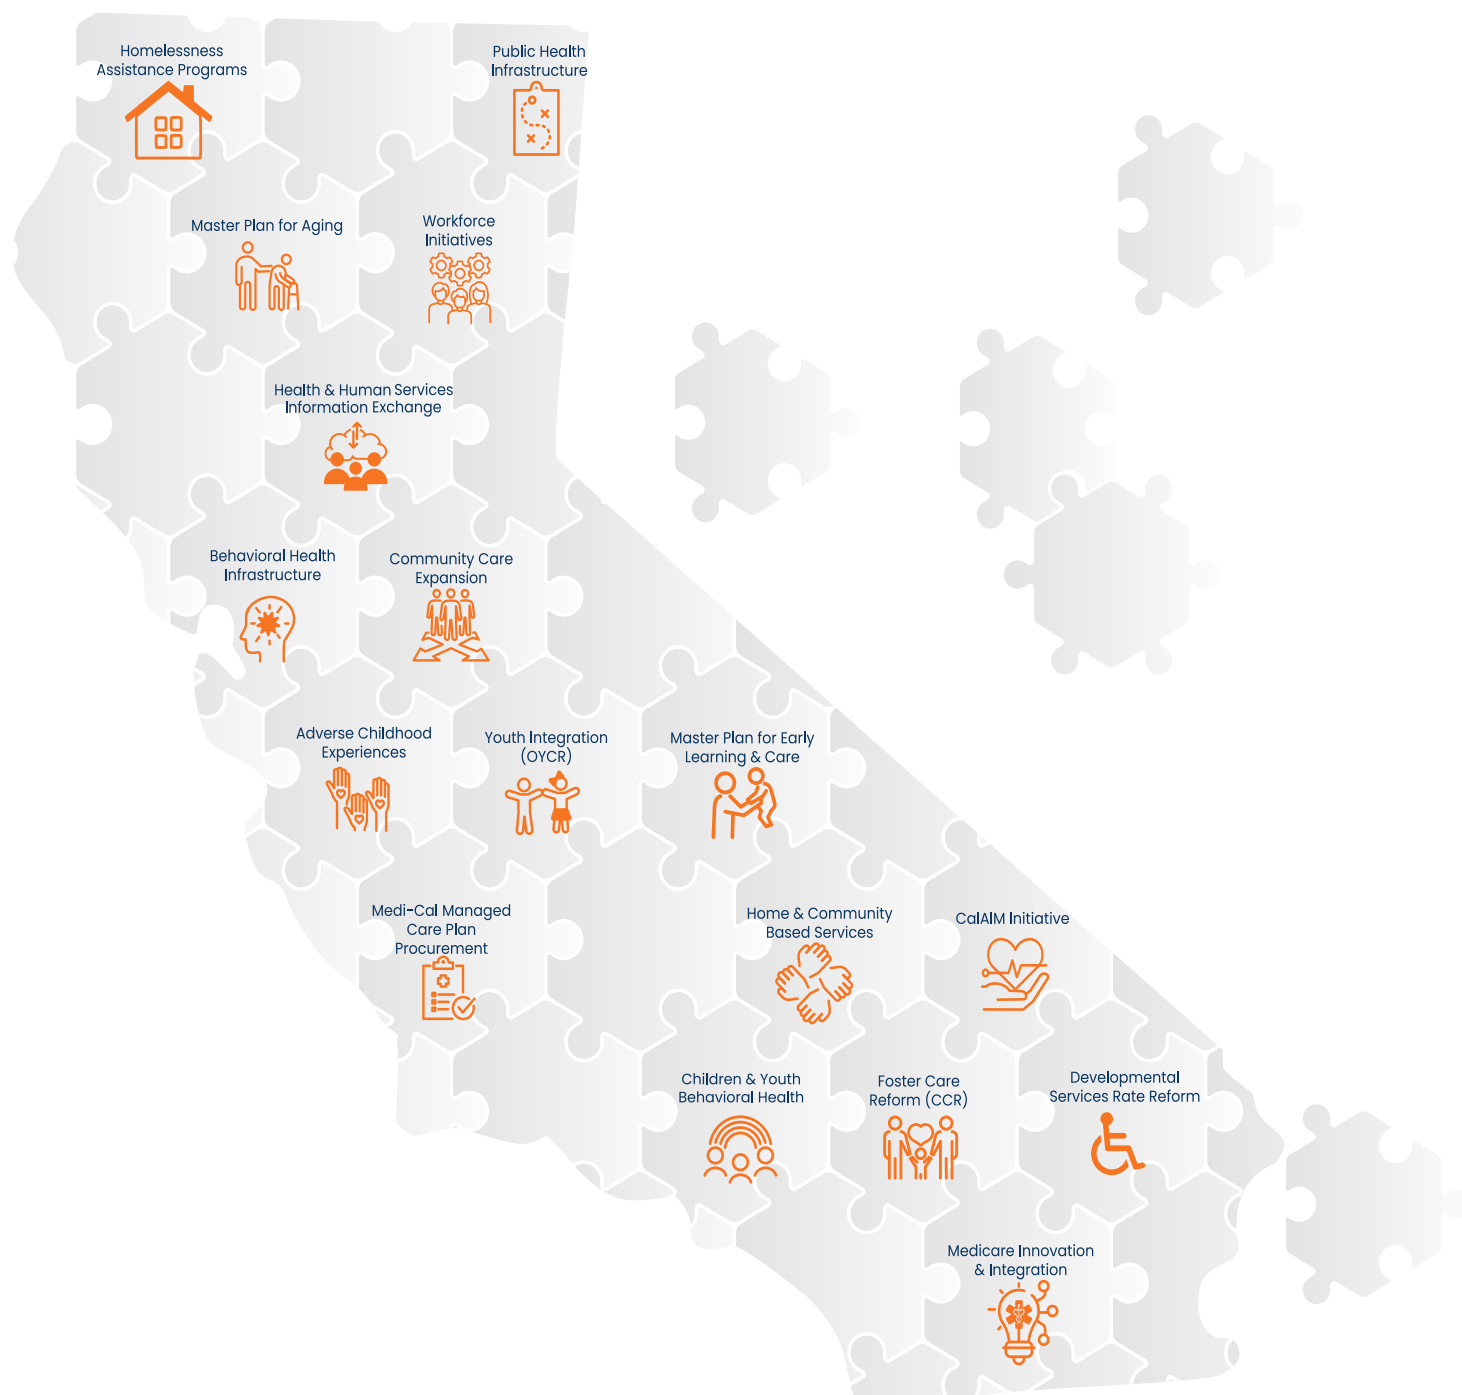 Homelessness
Assistance Programs
Public Health
Infrastructure
Master Plan for Aging
Workforce
Initiatives
Health & Human Services
Information Exchange
Behavioral Health
Infrastructure
Community Care
Expansion
Adverse Childhood
Experiences
Youth Integration
(OYCR)
Master Plan for Early
Learning & Care
Medi-Cal Managed
Care Plan
Procurement
Home & Community
Based Services
CalAIM Initiative
Children & Youth
Behavioral Health
Foster Care
Reform (CCR)
Developmental
Services Rate Reform
Medicare Innovation
& Integration